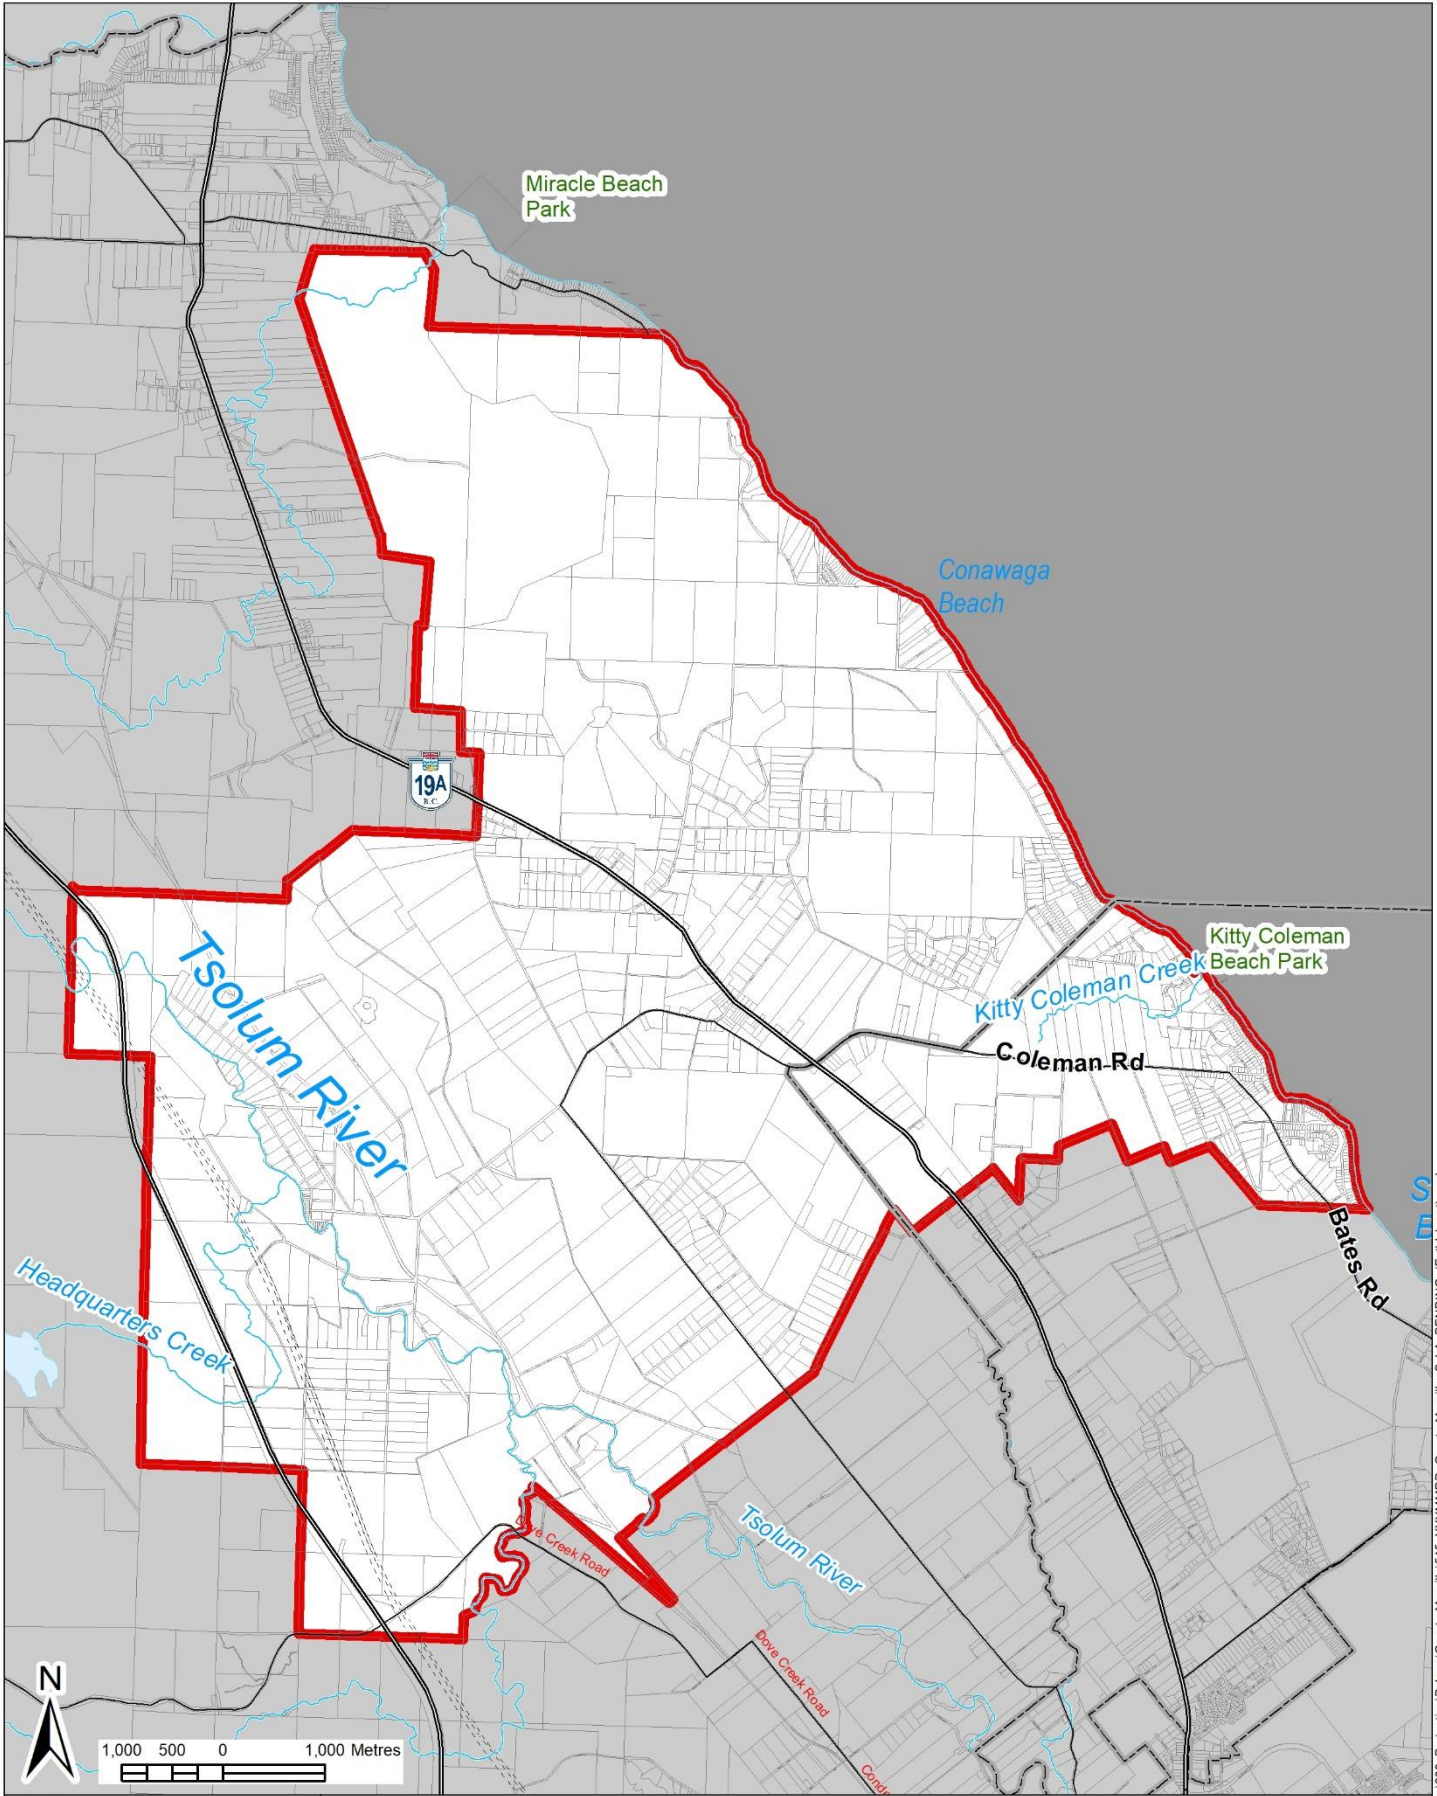 Miracle Beach
Park
Conawaga
Beach
19A
B.C.
Kitty Coleman
Beach Park
Kitty Coleman Creek
Coleman Rd
Tsolum River
Bates Rd
Headquarters Creek
Dove Creek Road
Tsolum River
Dove Creek Road
N
1,000 500 0 1,000 Metres